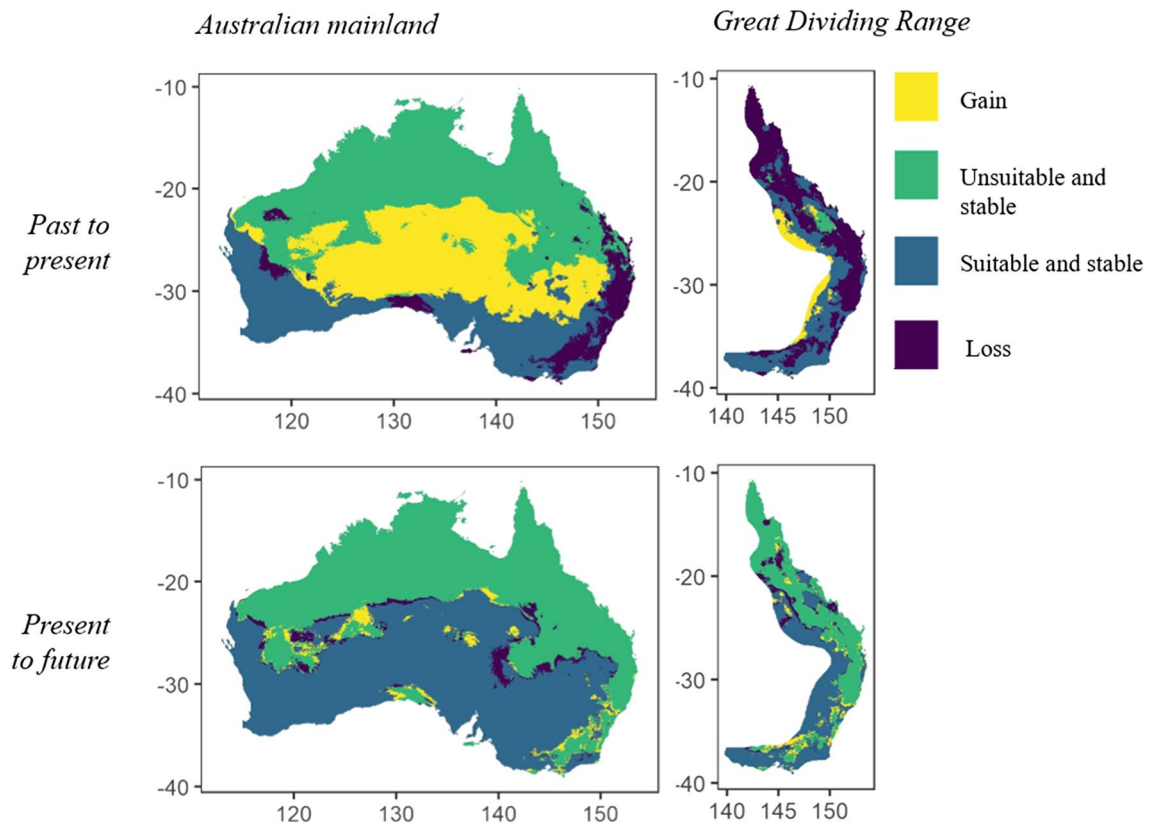 Australian mainland
Great Dividing Range
Past to
present
-10
-20
-30
-40
120
130
140
150
-10
-20
-30
-40
140
145
150
Gain
Unsuitable and
stable
Suitable and stable
Loss
Present
to future
-10
-20
-30
-40
120
130
140
150
-10
-20
-30
-40
140
145
150